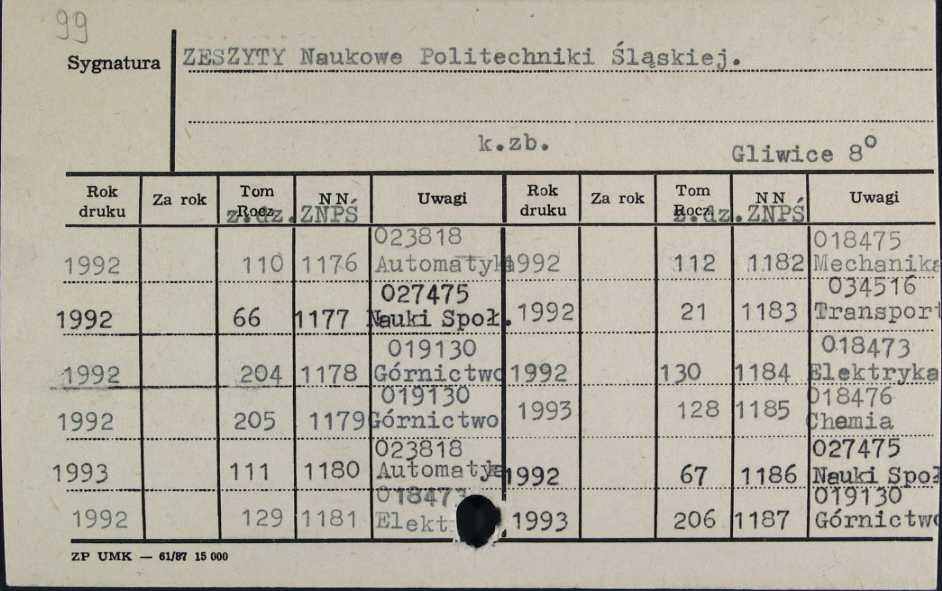 99
Sygnatura ZESZYTY Naukowe Politechniki Śląskiej.
k.zb.
Gliwice 8°
Rok druku Za rok Tom Rocz. NN Uwagi Rok druku Za rok Tom Rocz. NN Uwagi
z.dz. ZNPŚ z.dz. ZNPŚ
023818 018475
1992 110 1176 Automatyka 1992 112 1182 Mechanika
027475 034516
1992 66 1177 Nauki Społ. 1992 21 1183 Transport
019130 018473
1992 204 1178 Górnictwo 1992 130 1184 Elektryka
019130 018476
1992 205 1179 Górnictwo 1993 128 1185 Chemia
023818 027475
1993 111 1180 Automatyka 1992 67 1186 Nauki Społ
018473 019130
1992 129 1181 Elekt 1993 206 1187 Górnictwo
ZP UMK — 61/87 15 000